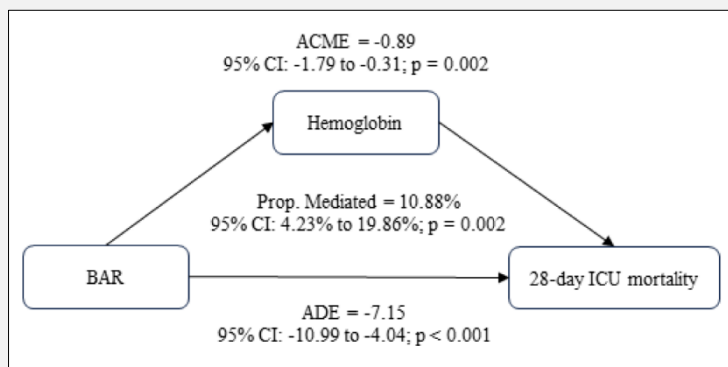 ACME = -0.89
95% CI: -1.79 to -0.31; p = 0.002
Hemoglobin
Prop. Mediated = 10.88%
95% CI: 4.23% to 19.86%; p = 0.002
BAR
28-day ICU mortality
ADE = -7.15
95% CI: -10.99 to -4.04; p < 0.001